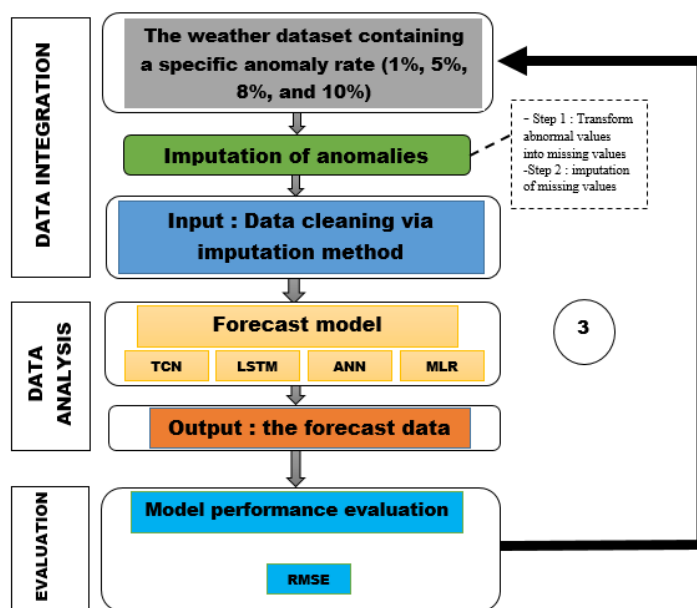 DATA INTEGRATION
The weather dataset containing
a specific anomaly rate (1%, 5%,
8%, and 10%)
Imputation of anomalies
- Step 1 : Transform
abnormal values
into missing values
-Step 2 : imputation
of missing values
Input : Data cleaning via
imputation method
DATA
ANALYSIS
Forecast model
TCN
LSTM
ANN
MLR
3
Output : the forecast data
EVALUATION
Model performance evaluation
RMSE